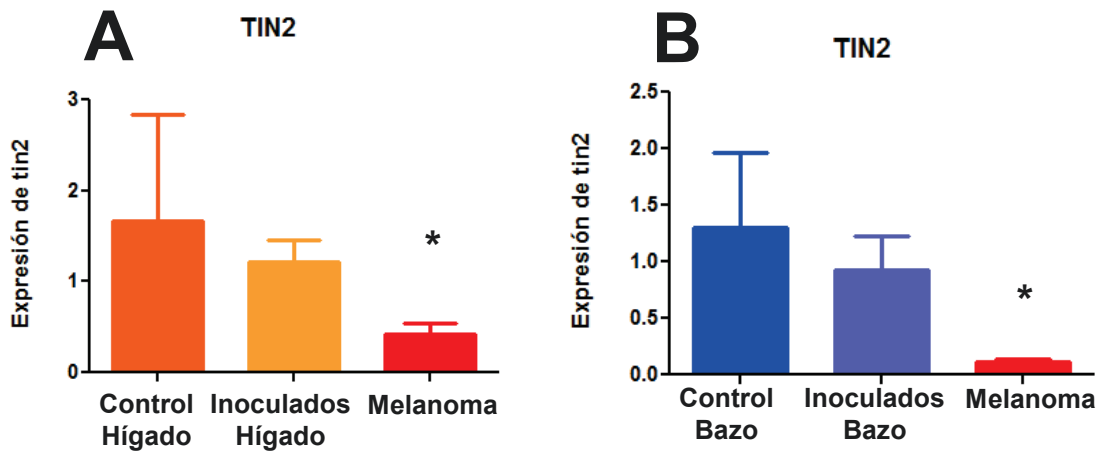 A
TIN2
Expresión de tin2
3
2
1
0
*
Control
Hígado
Inoculados
Hígado
Melanoma
B
TIN2
Expresión de tin2
2.5
2.0
1.5
1.0
0.5
0.0
*
Control
Bazo
Inoculados
Bazo
Melanoma